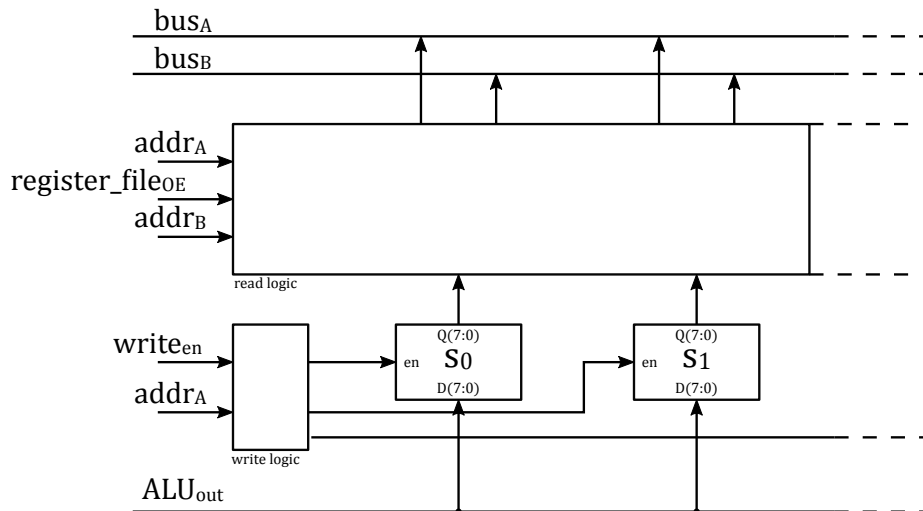 busA
busB
addrA
register_fileOE
addrB
read logic
writeen
addrA
write logic
en
Q(7:0)
S0
D(7:0)
en
Q(7:0)
S1
D(7:0)
ALUout